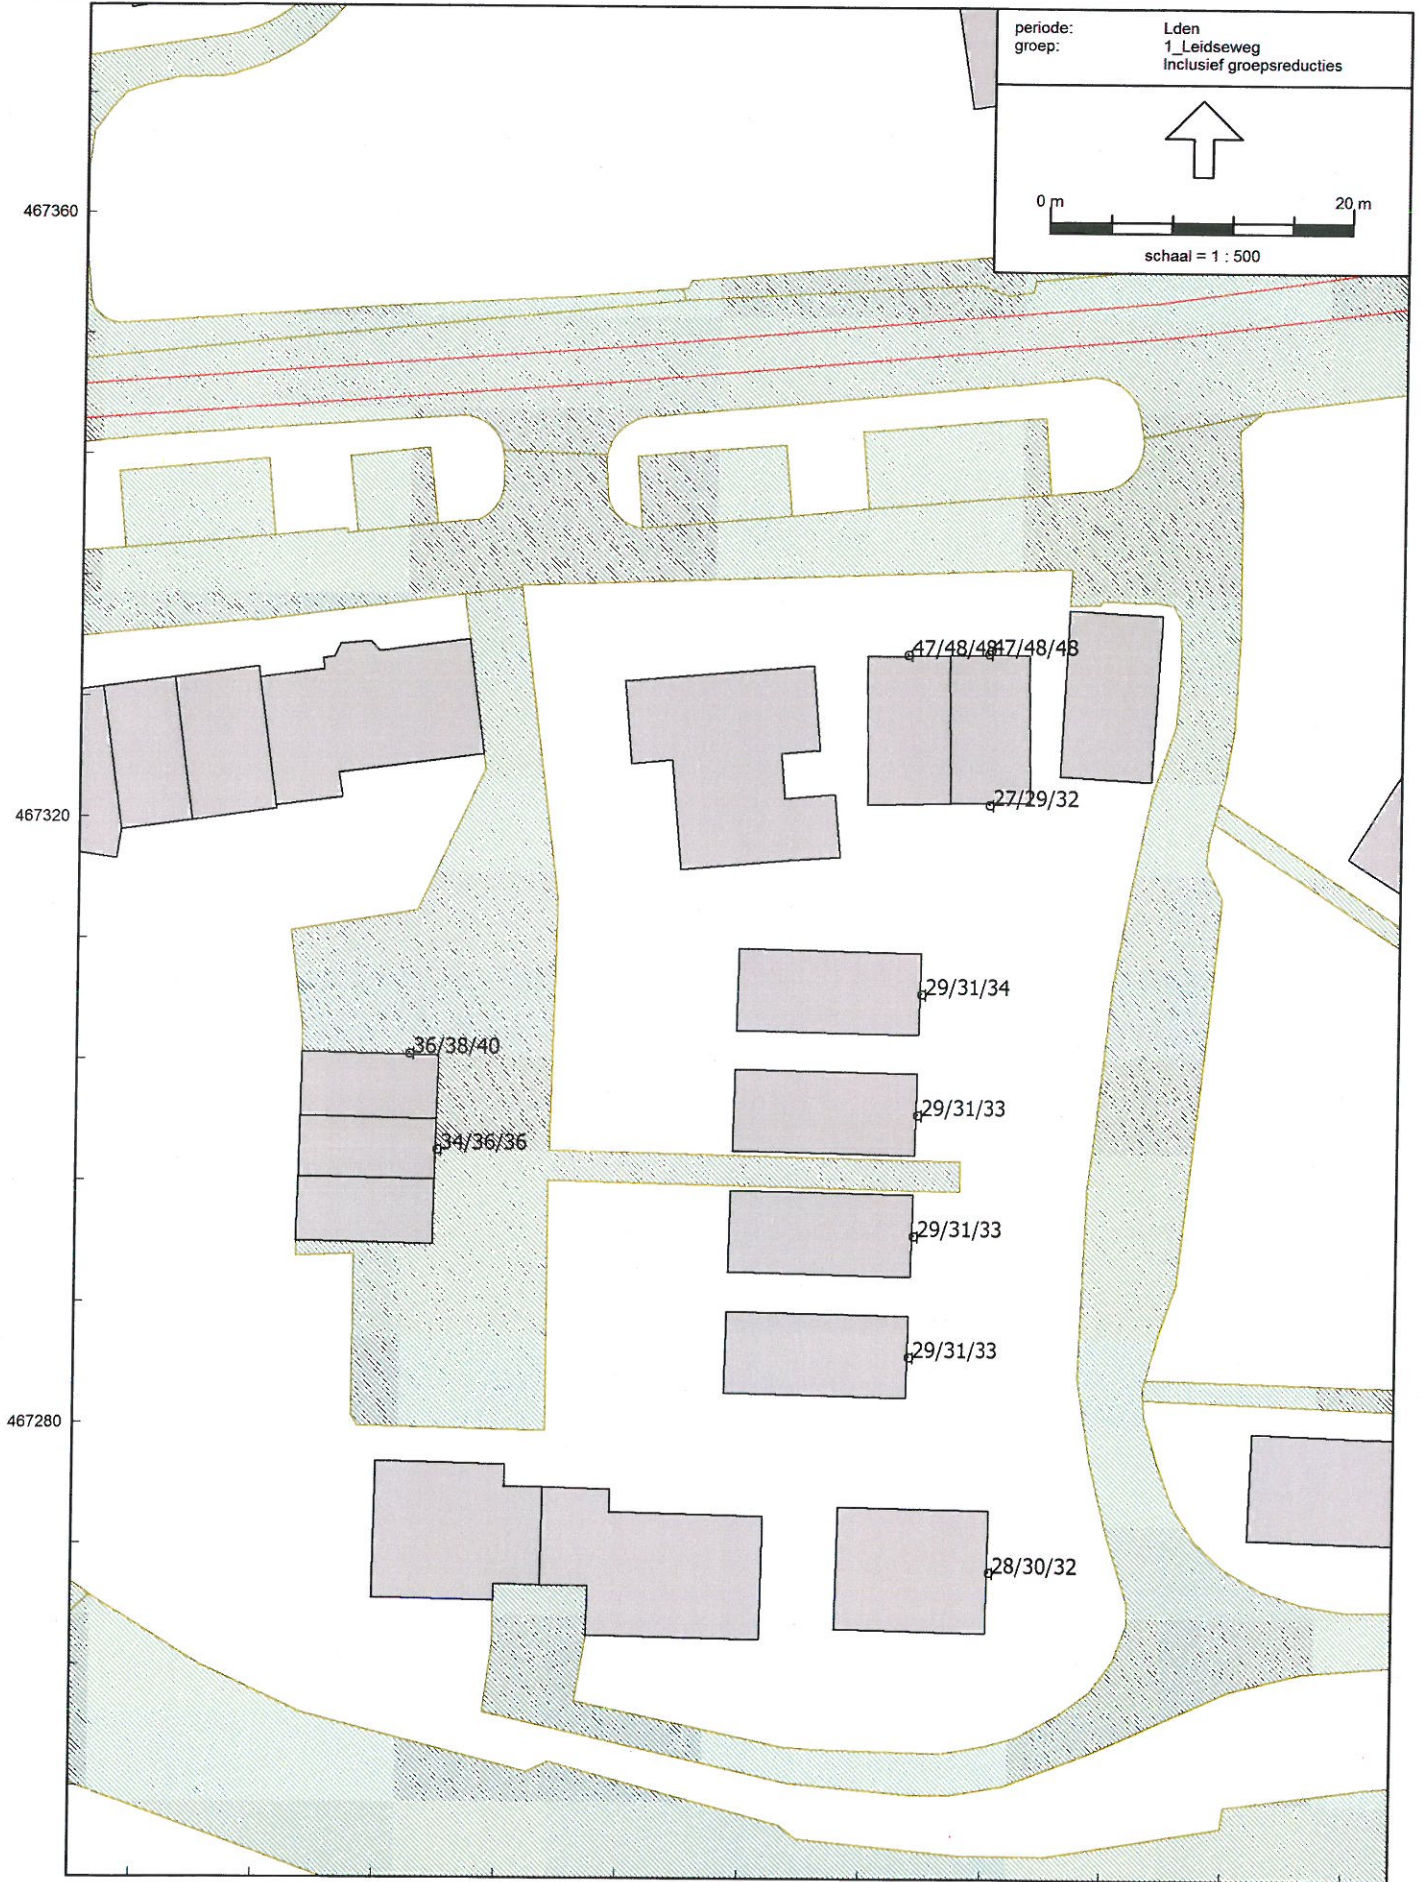 periode: Lden
groep: 1_Leidseweg
Inclusief groepsreducties
0 m 20 m
schaal = 1 : 500
467360
47/48/48
47/48/48
467320
27/29/32
29/31/34
36/38/40
29/31/33
34/36/36
29/31/33
29/31/33
467280
28/30/32